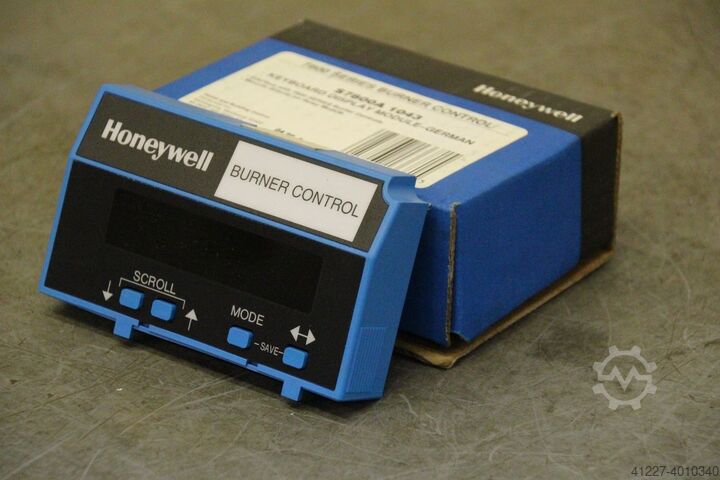 7800 SERIES BURNER CONTROL
S7800A 1043
KEYBOARD DISPLAY MODULE-GERMAN
Honeywell
Honeywell
BURNER CONTROL
SCROLL
MODE
SAVE
41227-4010340